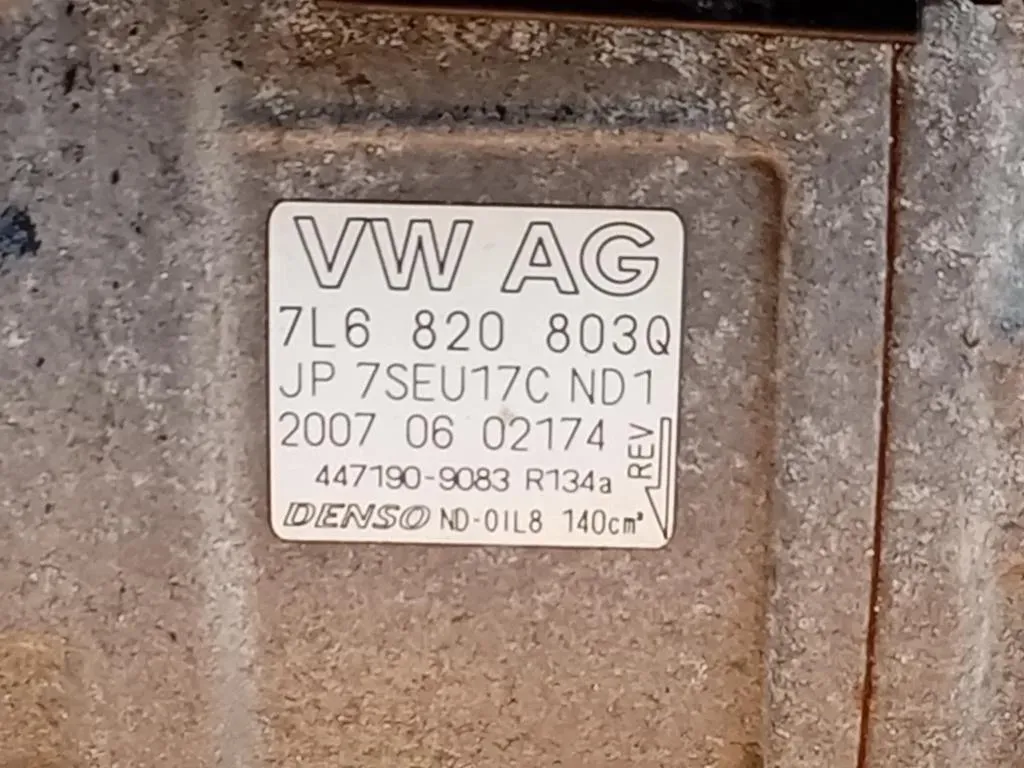 VW AG
7L6 820 803Q
JP 7SEU17C ND1
2007 06 02174
REV
447190-9083 R134a
DENSO ND-OIL8 140cm³